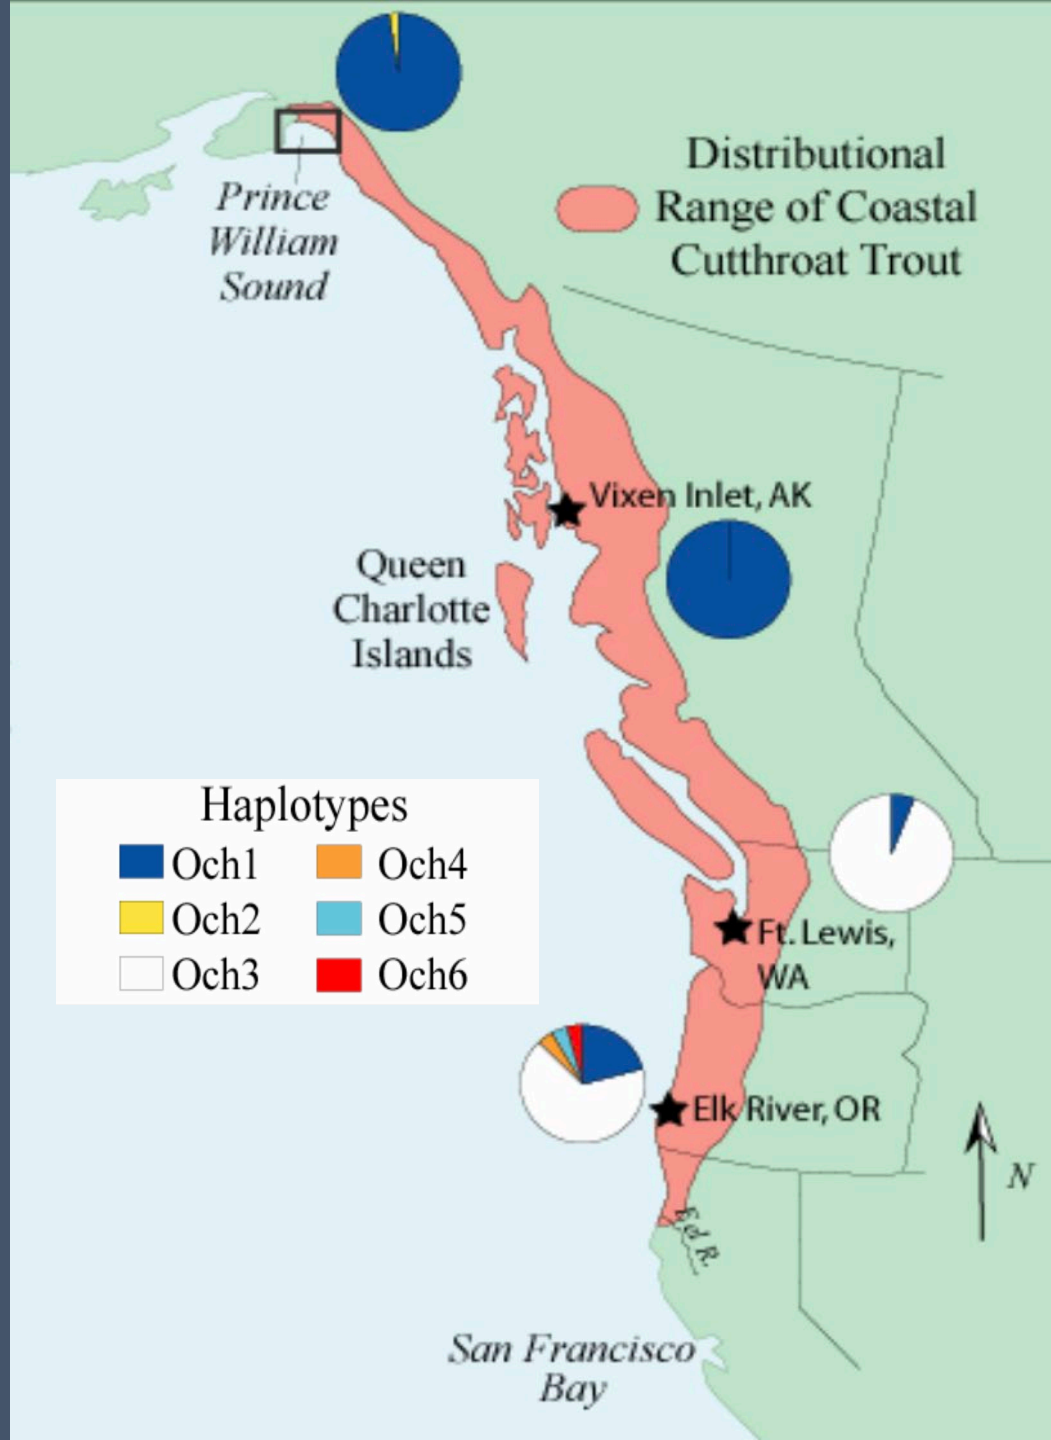 Distributional
Range of Coastal
Cutthroat Trout
Prince
William
Sound
Vixen Inlet, AK
Queen
Charlotte
Islands
Haplotypes
Och1
Och4
Och2
Och5
Och3
Och6
Ft. Lewis,
WA
Elk River, OR
N
San Francisco
Bay